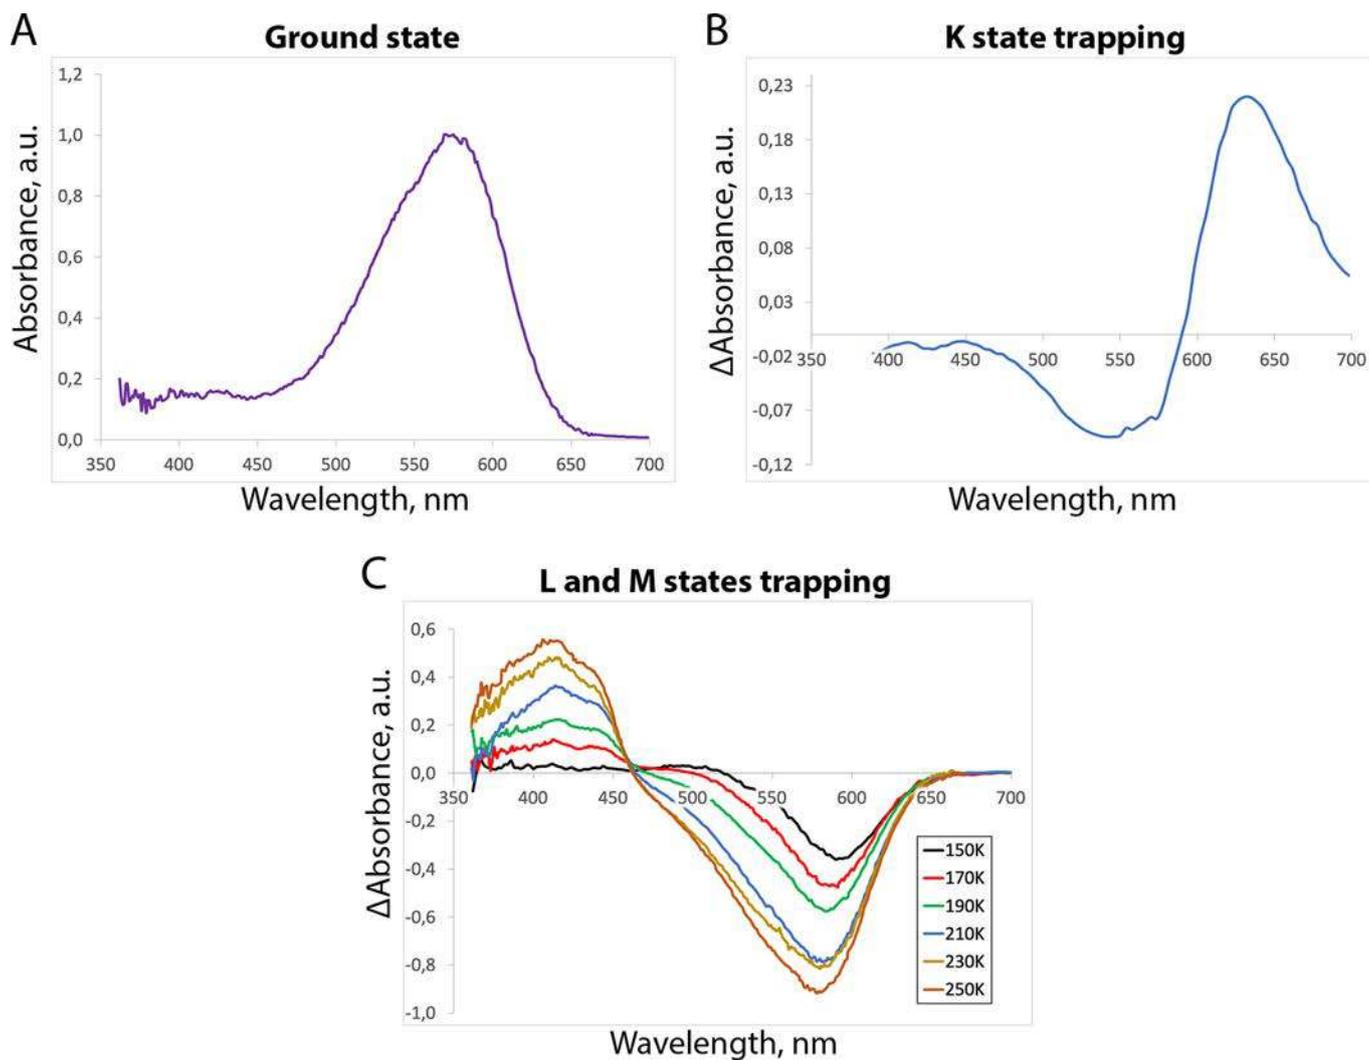 A
Ground state
Absorbance, a.u.
1,2
1,0
0,8
0,6
0,4
0,2
0,0
350 400 450 500 550 600 650 700
Wavelength, nm
B
K state trapping
ΔAbsorbance, a.u.
0,23
0,18
0,13
0,08
0,03
-0,02
-0,07
-0,12
350 400 450 500 550 600 650 700
Wavelength, nm
C
L and M states trapping
ΔAbsorbance, a.u.
0,6
0,4
0,2
0,0
-0,2
-0,4
-0,6
-0,8
-1,0
350 400 450 500 550 600 650 700
150K
170K
190K
210K
230K
250K
Wavelength, nm